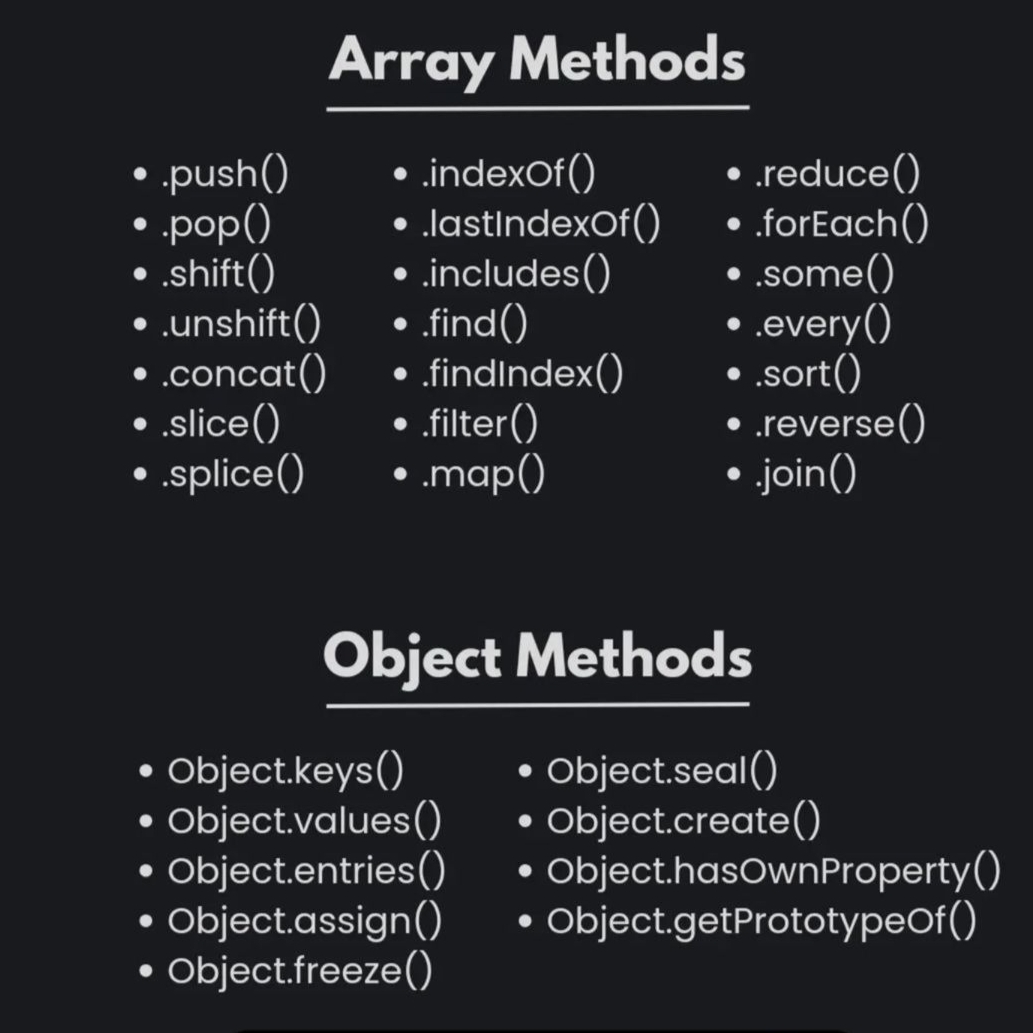 Array Methods
• .push()
• .pop()
• .shift()
• .unshift()
• .concat()
• .slice()
• .splice()
• .indexOf()
• .lastIndexOf()
• .includes()
• .find()
• .findIndex()
• .filter()
• .map()
• .reduce()
• .forEach()
• .some()
• .every()
• .sort()
• .reverse()
• .join()
Object Methods
• Object.keys()
• Object.values()
• Object.entries()
• Object.assign()
• Object.freeze()
• Object.seal()
• Object.create()
• Object.hasOwnProperty()
• Object.getPrototypeOf()